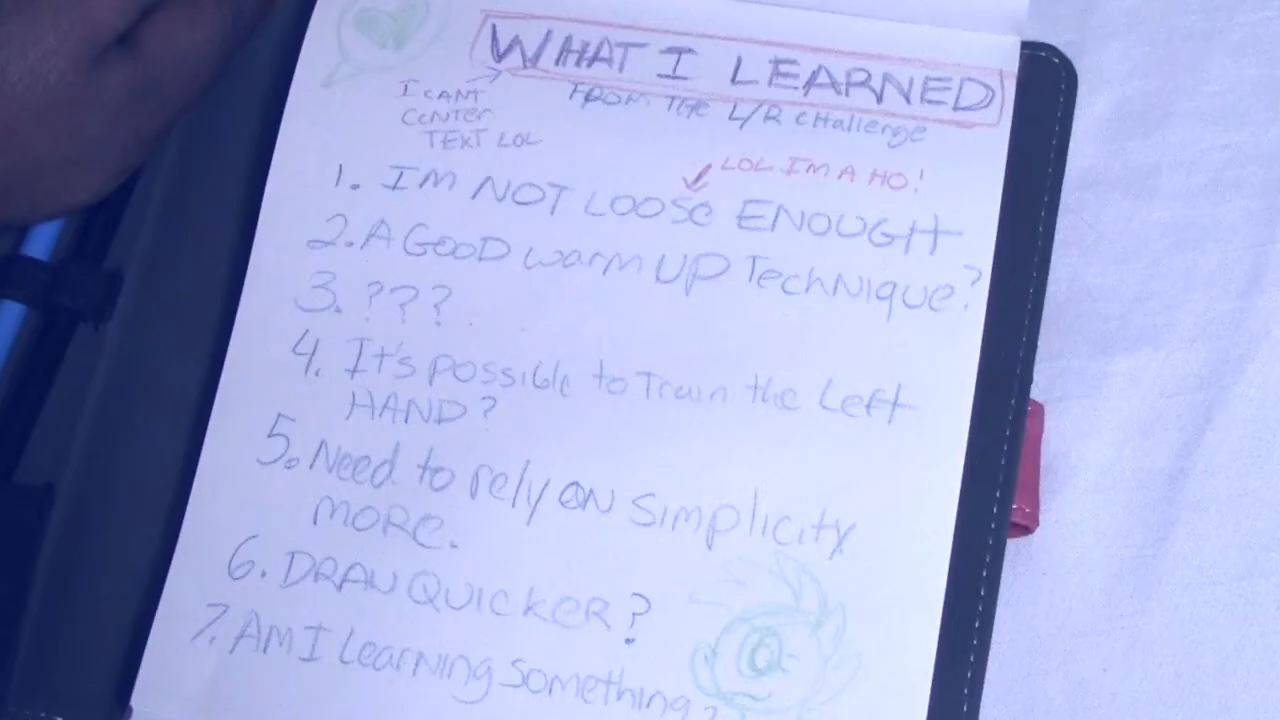 WHAT I LEARNED
FROM THE L/R CHallenge
I CANT
CENTER
TEXT LOL
LOL I'M A HO!
1. IM NOT LOOSE ENOUGH
2. A GOOD warm UP Technique?
3. ???
4. It's possible to Train the Left
HAND?
5. Need to rely ON Simplicity
MORE.
6. DRAW QUICKER?
7. AM I Learning something?